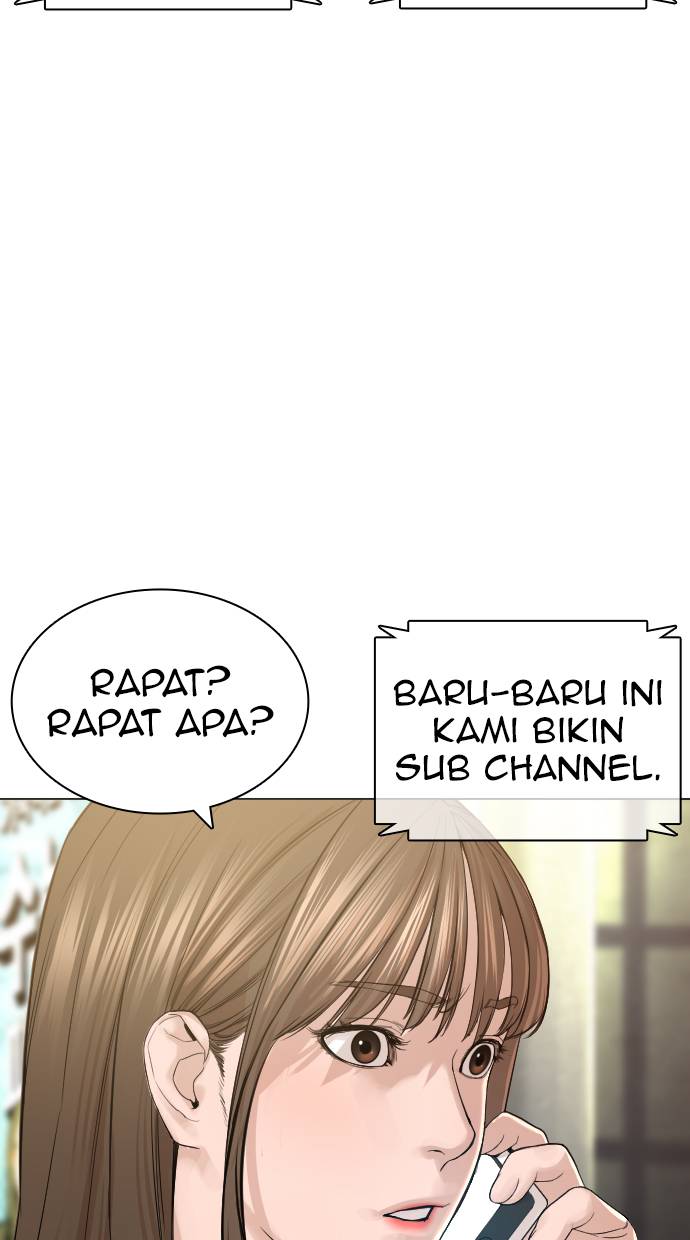 RAPAT?
RAPAT APA?
BARU-BARU INI
KAMI BIKIN
SUB CHANNEL.